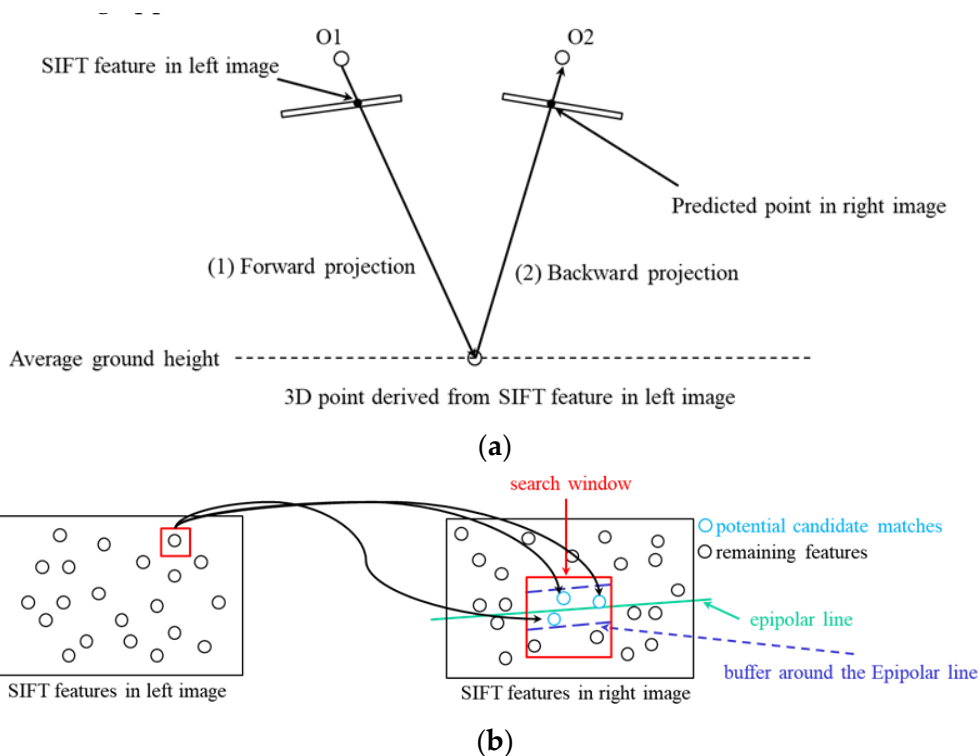 O1
O2
SIFT feature in left image
Predicted point in right image
(1) Forward projection
(2) Backward projection
Average ground height
3D point derived from SIFT feature in left image
(a)
search window
potential candidate matches
remaining features
epipolar line
buffer around the Epipolar line
SIFT features in left image
SIFT features in right image
(b)